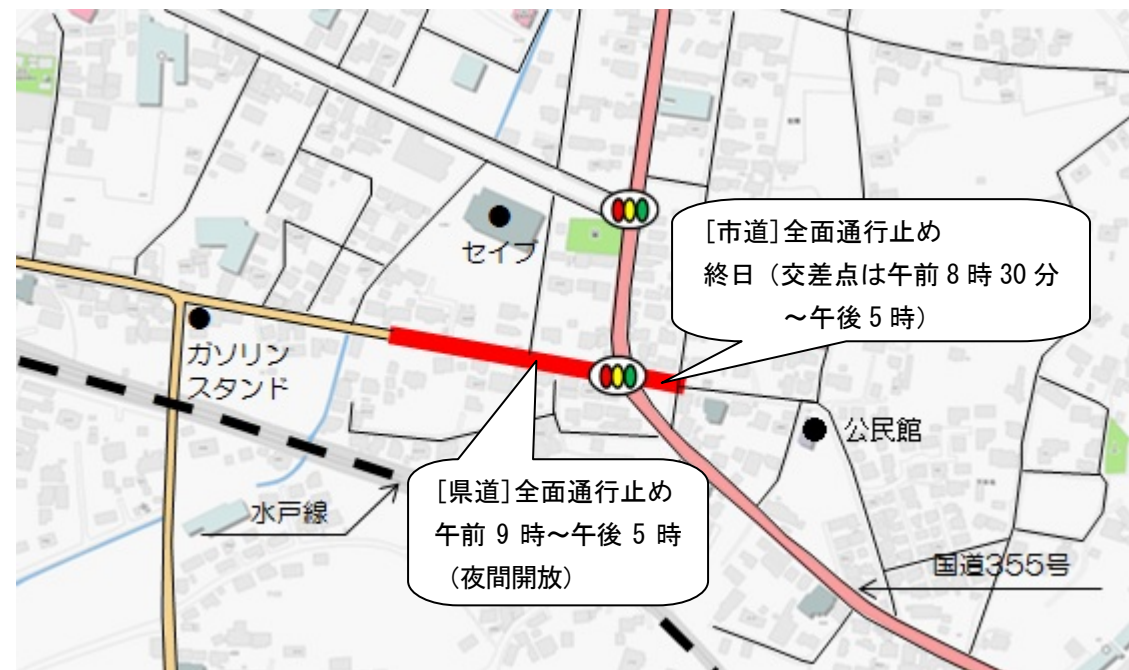 セイブ
[市道]全面通行止め
終日（交差点は午前8時30分
～午後5時）
ガソリン
スタンド
公民館
[県道]全面通行止め
午前9時～午後5時
（夜間開放）
水戸線
国道355号